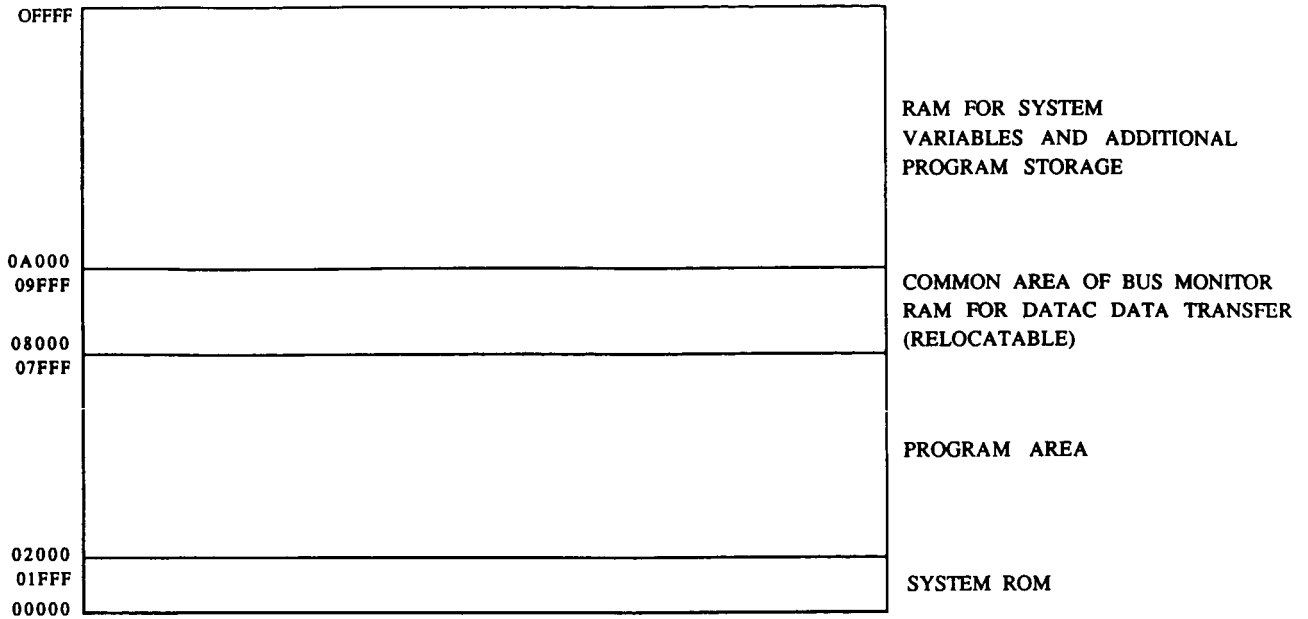 OFFFF
RAM FOR SYSTEM
VARIABLES AND ADDITIONAL
PROGRAM STORAGE
0A000
09FFF
COMMON AREA OF BUS MONITOR
RAM FOR DATAC DATA TRANSFER
(RELOCATABLE)
08000
07FFF
PROGRAM AREA
02000
01FFF
SYSTEM ROM
00000